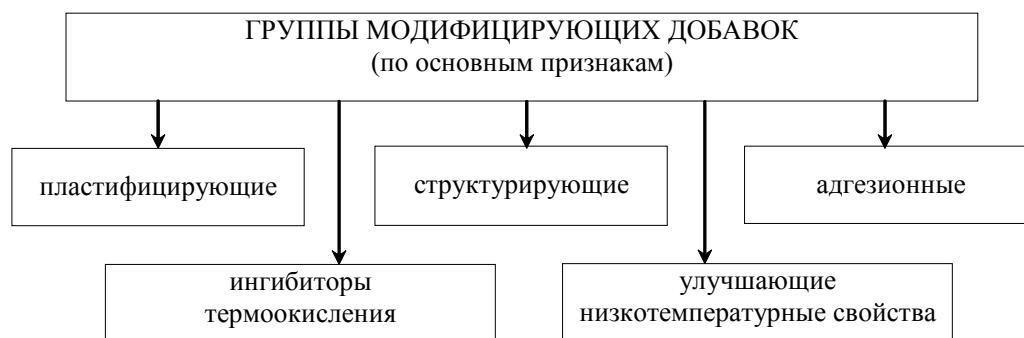 ГРУППЫ МОДИФИЦИРУЮЩИХ ДОБАВОК
(по основным признакам)
пластифицирующие
структурирующие
адгезионные
ингибиторы
термоокисления
улучшающие
низкотемпературные свойства